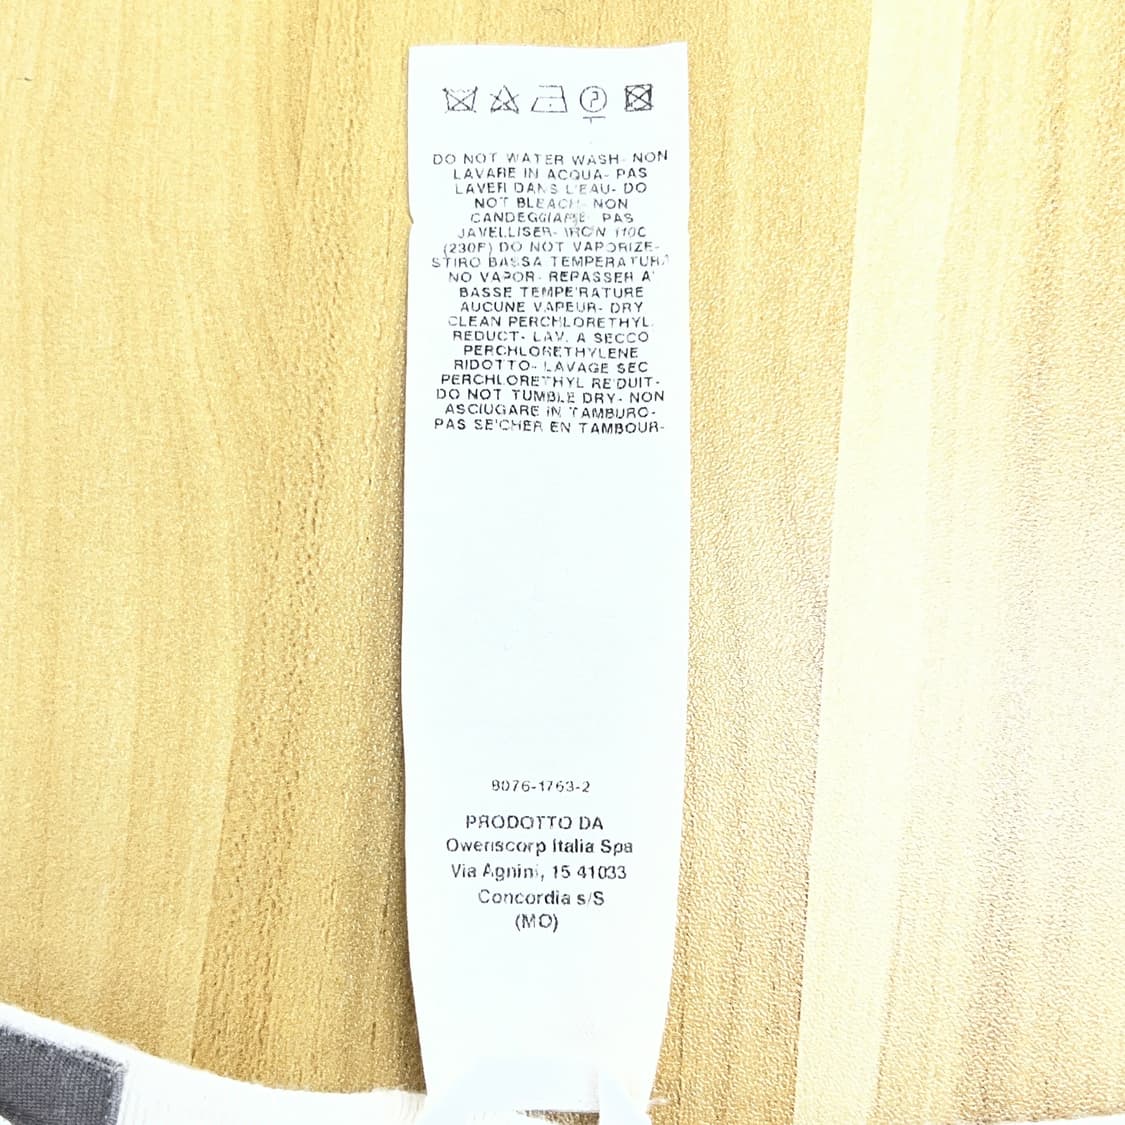 DO NOT WATER WASH- NON
LAVARE IN ACQUA- PAS
LAVER DANS L'EAU- DO
NOT BLEACH- NON
CANDEGGIARE- PAS
JAVELLISER- IRON 110C
(230F) DO NOT VAPORIZE-
STIRO BASSA TEMPERATURA
NO VAPOR- REPASSER A'
BASSE TEMPE'RATURE
AUCUNE VAPEUR- DRY
CLEAN PERCHLORETHYL.
REDUCT- LAV. A SECCO
PERCHLORETHYLENE
RIDOTTO- LAVAGE SEC
PERCHLORETHYL RE'DUIT-
DO NOT TUMBLE DRY- NON
ASCIUGARE IN TAMBURO-
PAS SE'CHER EN TAMBOUR-
8076-1763-2
PRODOTTO DA
Owenscorp Italia Spa
Via Agnini, 15 41033
Concordia s/S
(MO)